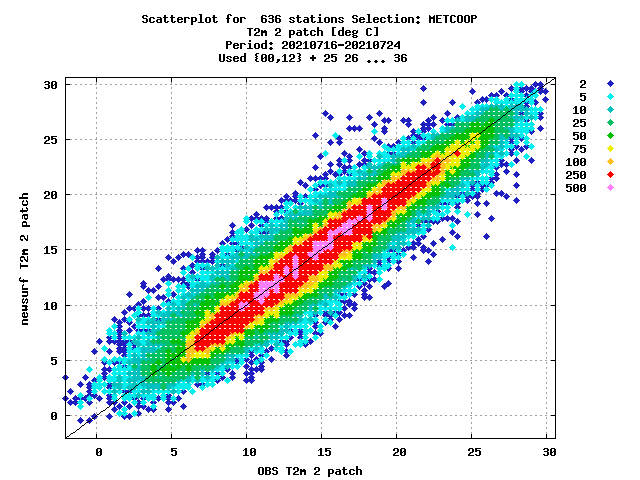 Scatterplot for 636 stations Selection: METCOOP
T2m 2 patch [deg C]
Period: 20210716-20210724
Used {00,12} + 25 26 ... 36
newsurf T2m 2 patch
30
25
20
15
10
5
0
0 5 10 15 20 25 30
OBS T2m 2 patch
2
5
10
25
50
75
100
250
500